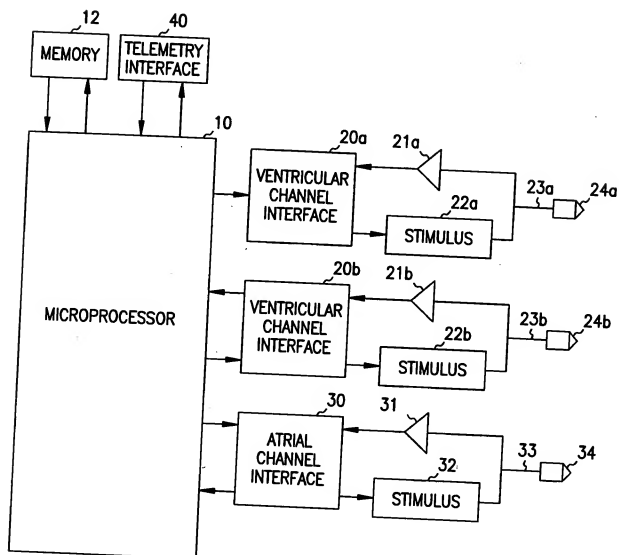 12
40
MEMORY
TELEMETRY
INTERFACE
10
20a
21a
VENTRICULAR
CHANNEL
INTERFACE
22a
STIMULUS
23a
24a
MICROPROCESSOR
20b
21b
VENTRICULAR
CHANNEL
INTERFACE
22b
STIMULUS
23b
24b
30
31
ATRIAL
CHANNEL
INTERFACE
32
STIMULUS
33
34